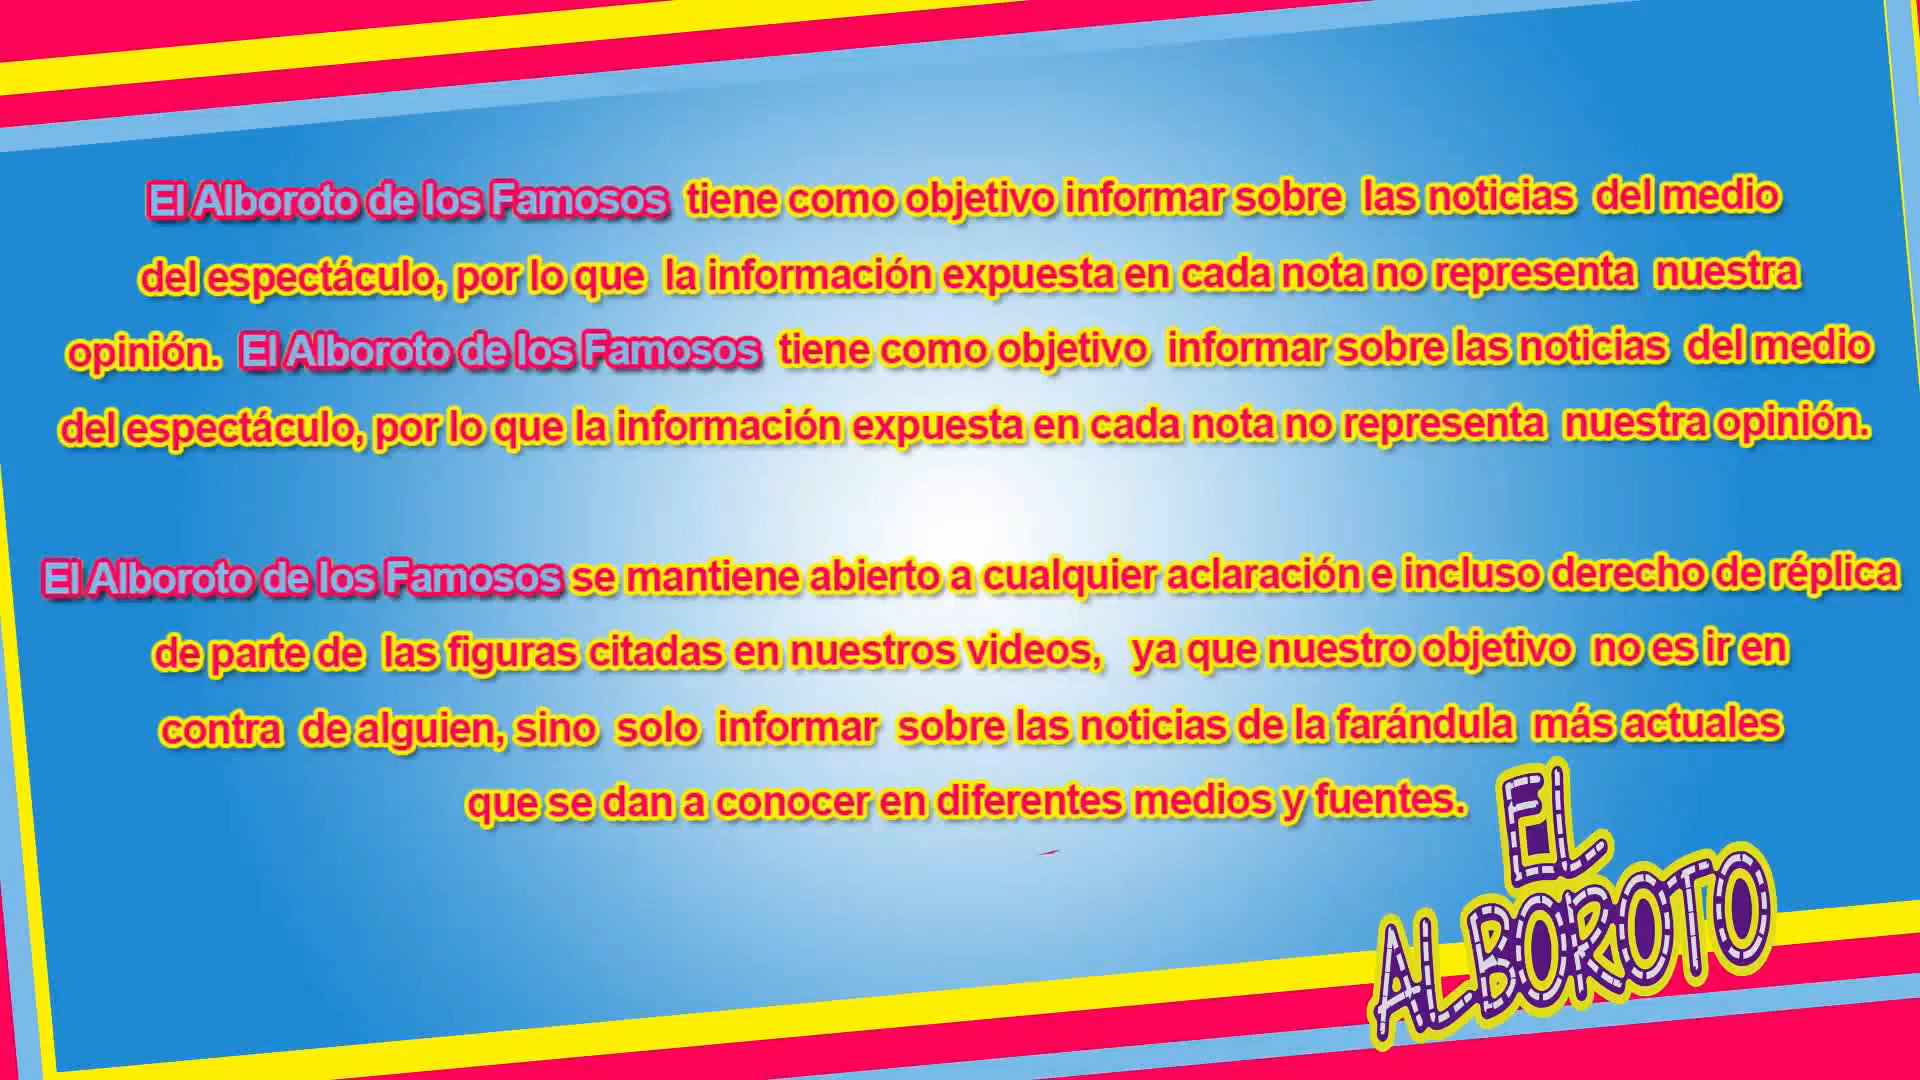 El Alboroto de los Famosos tiene como objetivo informar sobre las noticias del medio
del espectáculo, por lo que la información expuesta en cada nota no representa nuestra
opinión. El Alboroto de los Famosos tiene como objetivo informar sobre las noticias del medio
del espectáculo, por lo que la información expuesta en cada nota no representa nuestra opinión.
El Alboroto de los Famosos se mantiene abierto a cualquier aclaración e incluso derecho de réplica
de parte de las figuras citadas en nuestros videos, ya que nuestro objetivo no es ir en
contra de alguien, sino solo informar sobre las noticias de la farándula más actuales
que se dan a conocer en diferentes medios y fuentes.
EL
ALBOROTO